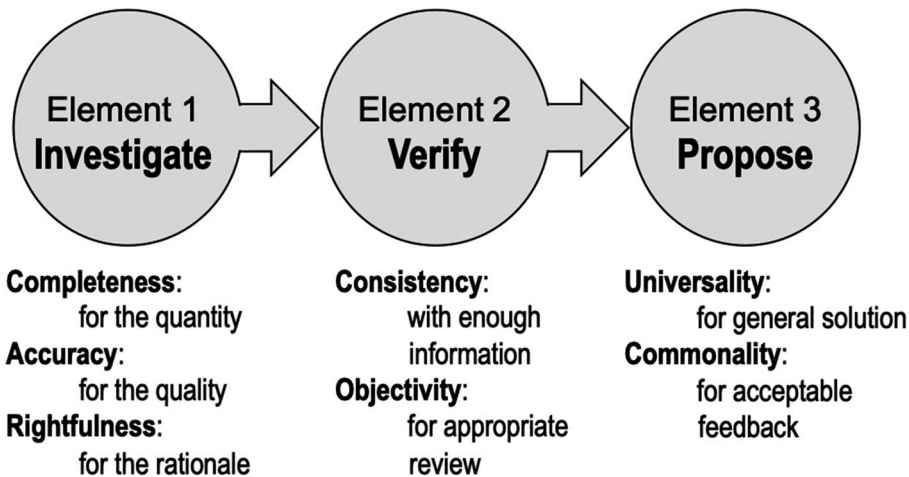 Element 1
Investigate
Element 2
Verify
Element 3
Propose
Completeness:
for the quantity
Accuracy:
for the quality
Rightfulness:
for the rationale
Consistency:
with enough
information
Objectivity:
for appropriate
review
Universality:
for general solution
Commonality:
for acceptable
feedback